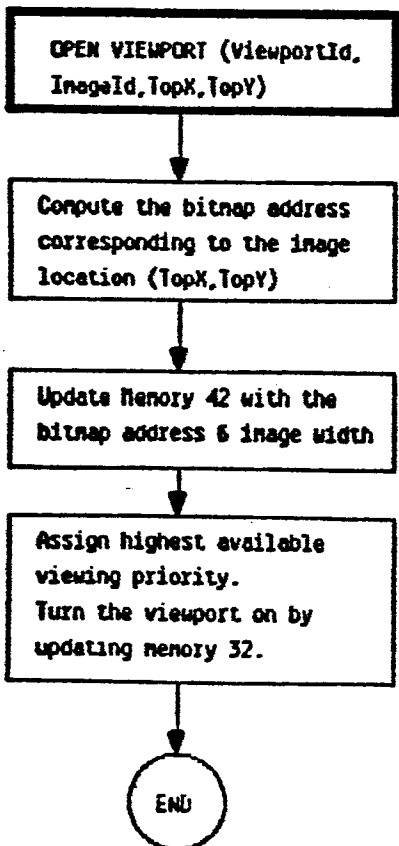 OPEN VIEWPORT (ViewportId,
ImageId,TopX,TopY)
Compute the bitmap address
corresponding to the image
location (TopX,TopY)
Update Memory 42 with the
bitmap address & image width
Assign highest available
viewing priority.
Turn the viewport on by
updating memory 32.
END